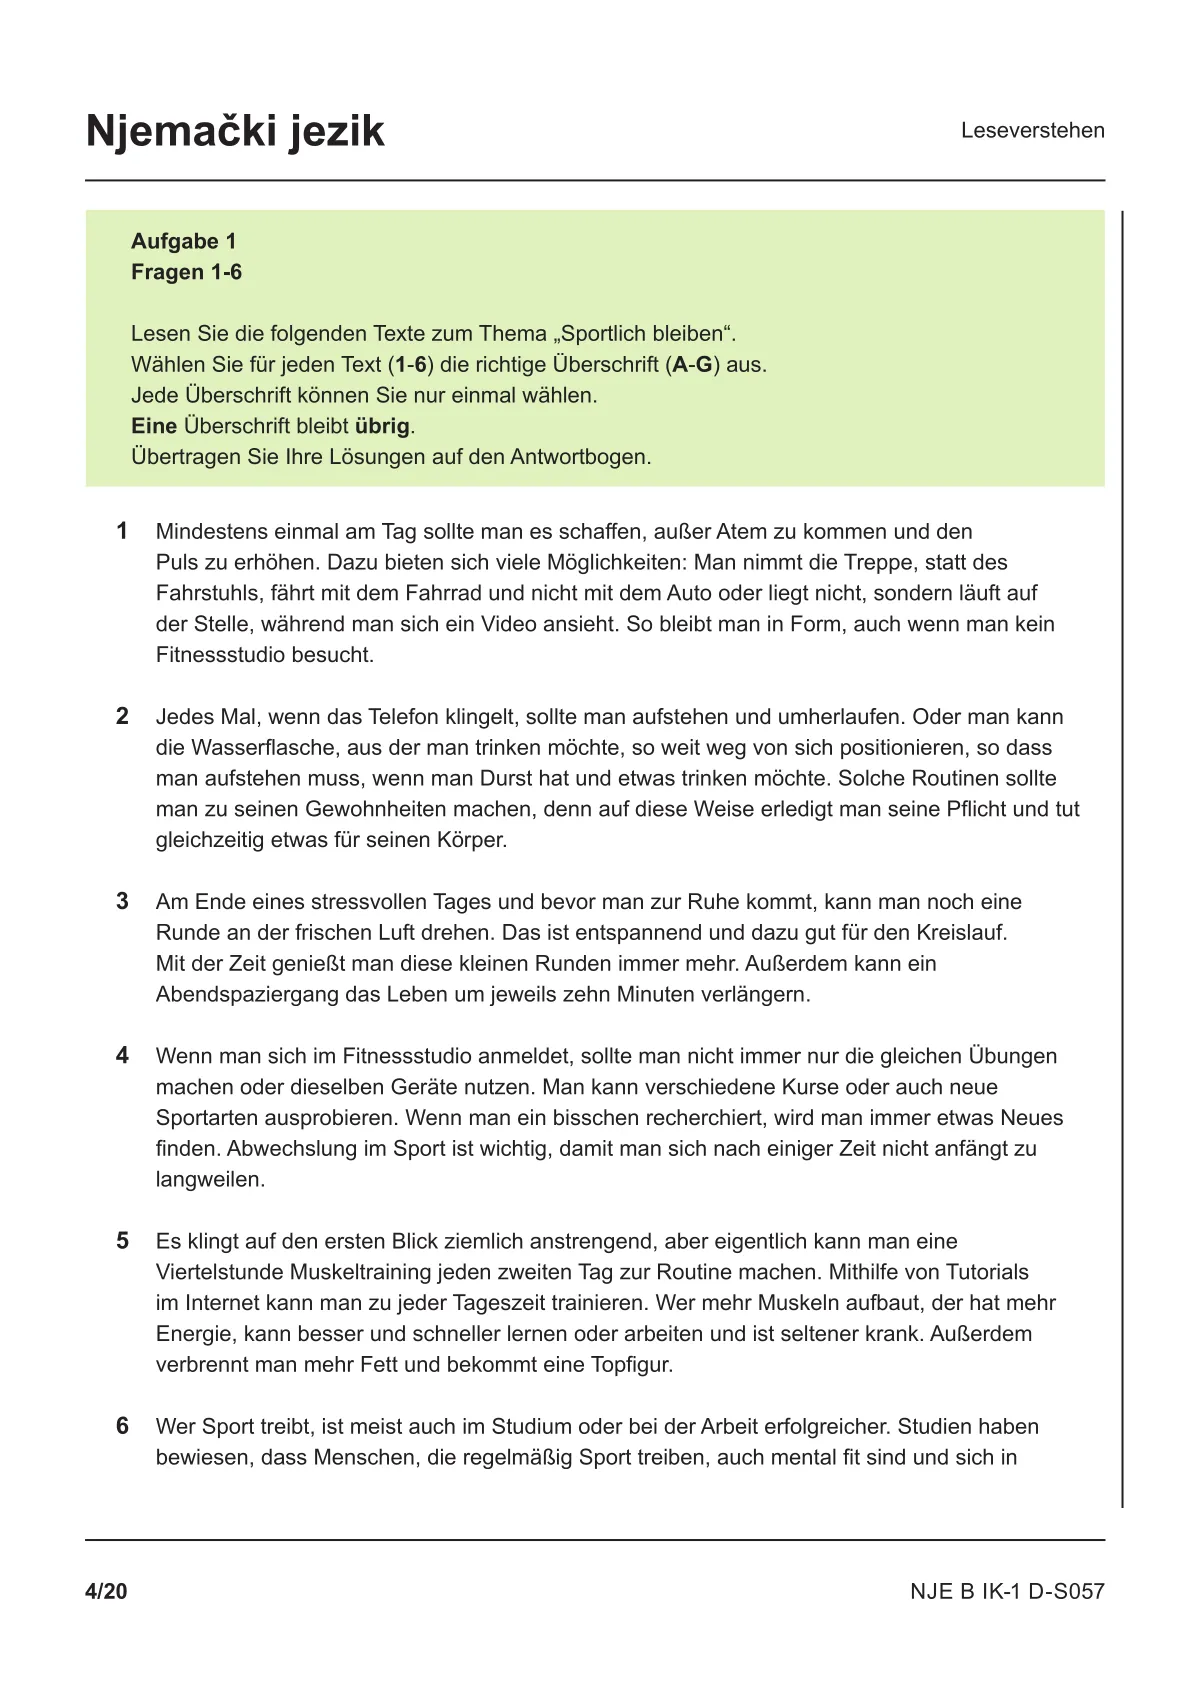 Njemački jezik
Leseverstehen
Aufgabe 1
Fragen 1-6
Lesen Sie die folgenden Texte zum Thema „Sportlich bleiben“.
Wählen Sie für jeden Text (1-6) die richtige Überschrift (A-G) aus.
Jede Überschrift können Sie nur einmal wählen.
Eine Überschrift bleibt übrig.
Übertragen Sie Ihre Lösungen auf den Antwortbogen.
1 Mindestens einmal am Tag sollte man es schaffen, außer Atem zu kommen und den
Puls zu erhöhen. Dazu bieten sich viele Möglichkeiten: Man nimmt die Treppe, statt des
Fahrstuhls, fährt mit dem Fahrrad und nicht mit dem Auto oder liegt nicht, sondern läuft auf
der Stelle, während man sich ein Video ansieht. So bleibt man in Form, auch wenn man kein
Fitnessstudio besucht.
2 Jedes Mal, wenn das Telefon klingelt, sollte man aufstehen und umherlaufen. Oder man kann
die Wasserflasche, aus der man trinken möchte, so weit weg von sich positionieren, so dass
man aufstehen muss, wenn man Durst hat und etwas trinken möchte. Solche Routinen sollte
man zu seinen Gewohnheiten machen, denn auf diese Weise erledigt man seine Pflicht und tut
gleichzeitig etwas für seinen Körper.
3 Am Ende eines stressvollen Tages und bevor man zur Ruhe kommt, kann man noch eine
Runde an der frischen Luft drehen. Das ist entspannend und dazu gut für den Kreislauf.
Mit der Zeit genießt man diese kleinen Runden immer mehr. Außerdem kann ein
Abendspaziergang das Leben um jeweils zehn Minuten verlängern.
4 Wenn man sich im Fitnessstudio anmeldet, sollte man nicht immer nur die gleichen Übungen
machen oder dieselben Geräte nutzen. Man kann verschiedene Kurse oder auch neue
Sportarten ausprobieren. Wenn man ein bisschen recherchiert, wird man immer etwas Neues
finden. Abwechslung im Sport ist wichtig, damit man sich nach einiger Zeit nicht anfängt zu
langweilen.
5 Es klingt auf den ersten Blick ziemlich anstrengend, aber eigentlich kann man eine
Viertelstunde Muskeltraining jeden zweiten Tag zur Routine machen. Mithilfe von Tutorials
im Internet kann man zu jeder Tageszeit trainieren. Wer mehr Muskeln aufbaut, der hat mehr
Energie, kann besser und schneller lernen oder arbeiten und ist seltener krank. Außerdem
verbrennt man mehr Fett und bekommt eine Topfigur.
6 Wer Sport treibt, ist meist auch im Studium oder bei der Arbeit erfolgreicher. Studien haben
bewiesen, dass Menschen, die regelmäßig Sport treiben, auch mental fit sind und sich in
4/20
NJE B IK-1 D-S057